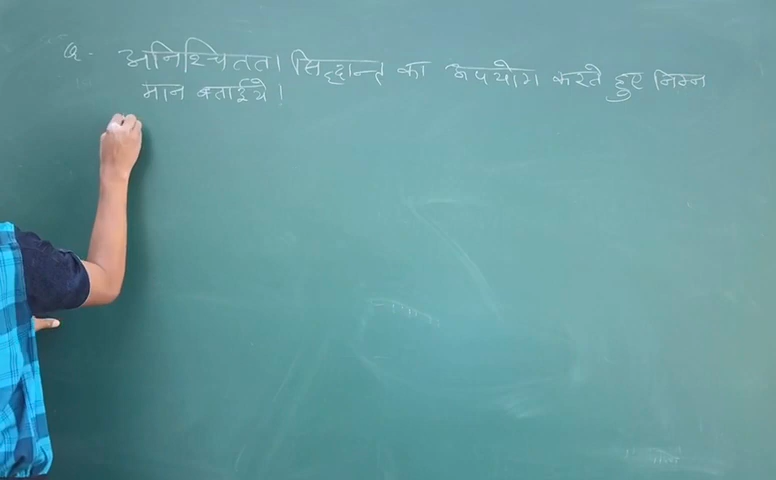 Q. अनिश्चितता सिद्धान्त का उपयोग करते हुए निम्न
मान बताईये।